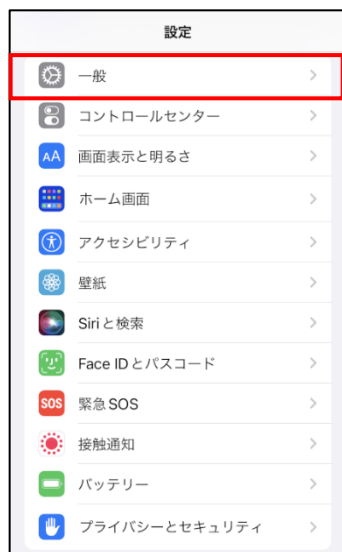 設定
一般
コントロールセンター
AA 画面表示と明るさ
ホーム画面
アクセシビリティ
壁紙
Siriと検索
Face IDとパスコード
SOS 緊急SOS
接触通知
バッテリー
プライバシーとセキュリティ